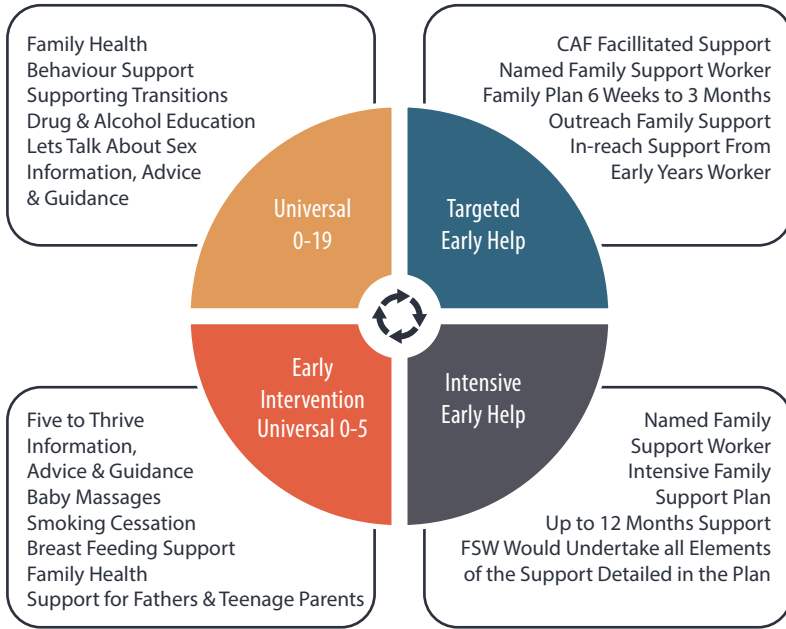 Family Health
Behaviour Support
Supporting Transitions
Drug & Alcohol Education
Lets Talk About Sex
Information, Advice
& Guidance
Universal
0-19
CAF Facillitated Support
Named Family Support Worker
Family Plan 6 Weeks to 3 Months
Outreach Family Support
In-reach Support From
Early Years Worker
Targeted
Early Help
Early
Intervention
Universal 0-5
Five to Thrive
Information,
Advice & Guidance
Baby Massages
Smoking Cessation
Breast Feeding Support
Family Health
Support for Fathers & Teenage Parents
Intensive
Early Help
Named Family
Support Worker
Intensive Family
Support Plan
Up to 12 Months Support
FSW Would Undertake all Elements
of the Support Detailed in the Plan